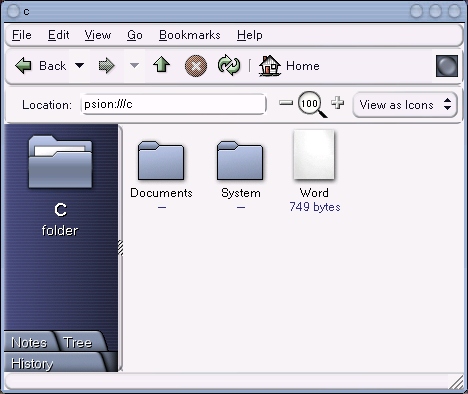 c
File Edit View Go Bookmarks Help
Back Home
Location: psion:///c 100 View as Icons
Documents System Word
– – 749 bytes
C
folder
Notes Tree
History